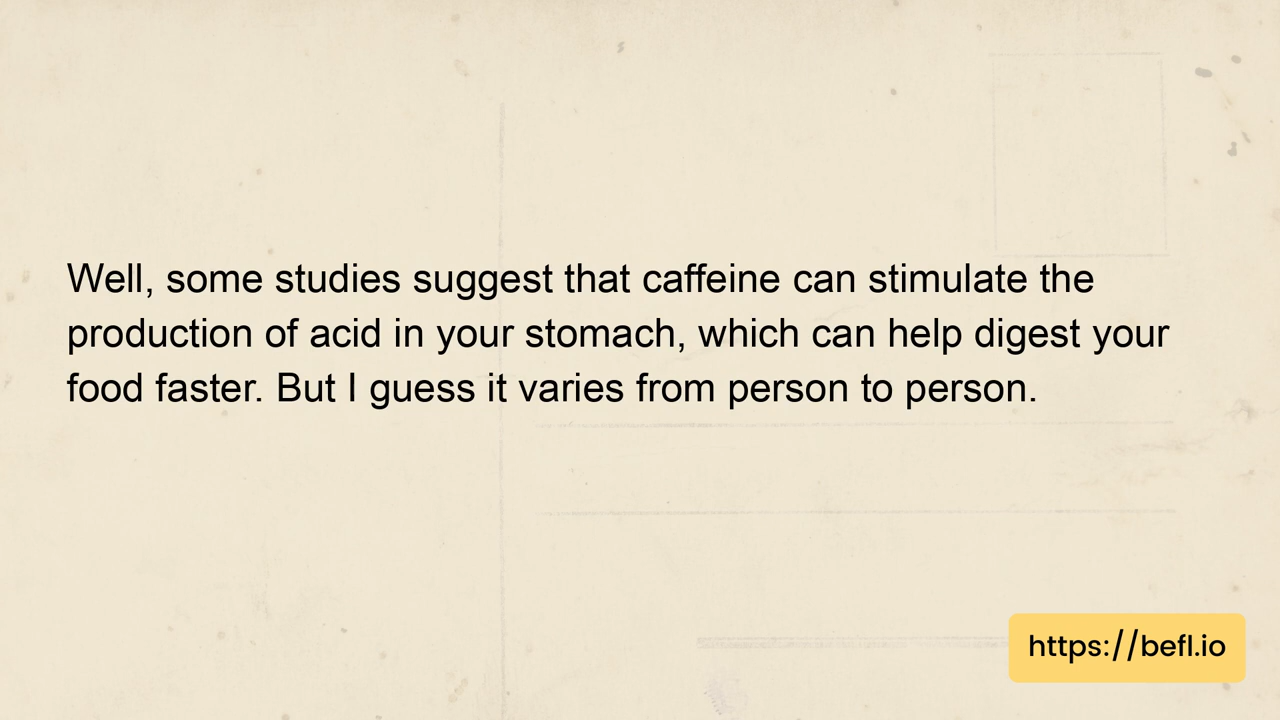 Well, some studies suggest that caffeine can stimulate the
production of acid in your stomach, which can help digest your
food faster. But I guess it varies from person to person.
https://befl.io